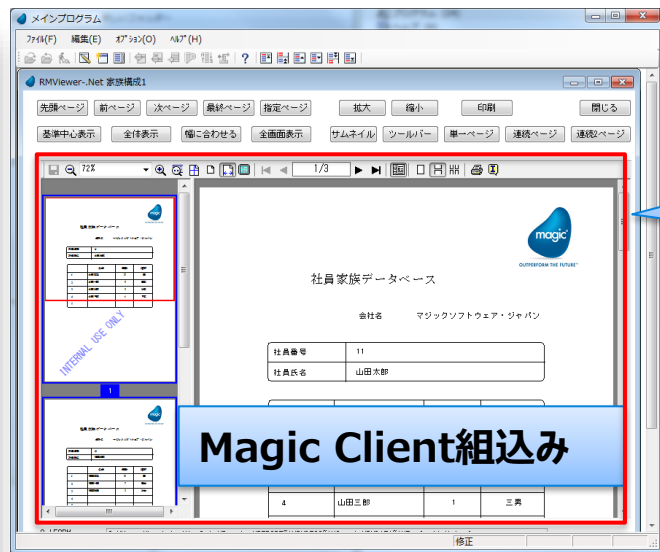 メインプログラム
ファイル(F) 編集(E) オプション(O) ヘルプ(H)
RMViewer-.Net 家族構成1
先頭ページ 前ページ 次ページ 最終ページ 指定ページ 拡大 縮小 印刷 閉じる
基準中心表示 全体表示 幅に合わせる 全画面表示 サムネイル ツールバー 単一ページ 連続ページ 連続2ページ
72% 1/3
magic
INTERNAL USE ONLY
1
magic
OUTPERFORM THE FUTURE™
社員家族データベース
会社名 マジックソフトウェア・ジャパン
社員番号 11
社員氏名 山田太郎
Magic Client組込み
4 山田三郎 1 三男
修正